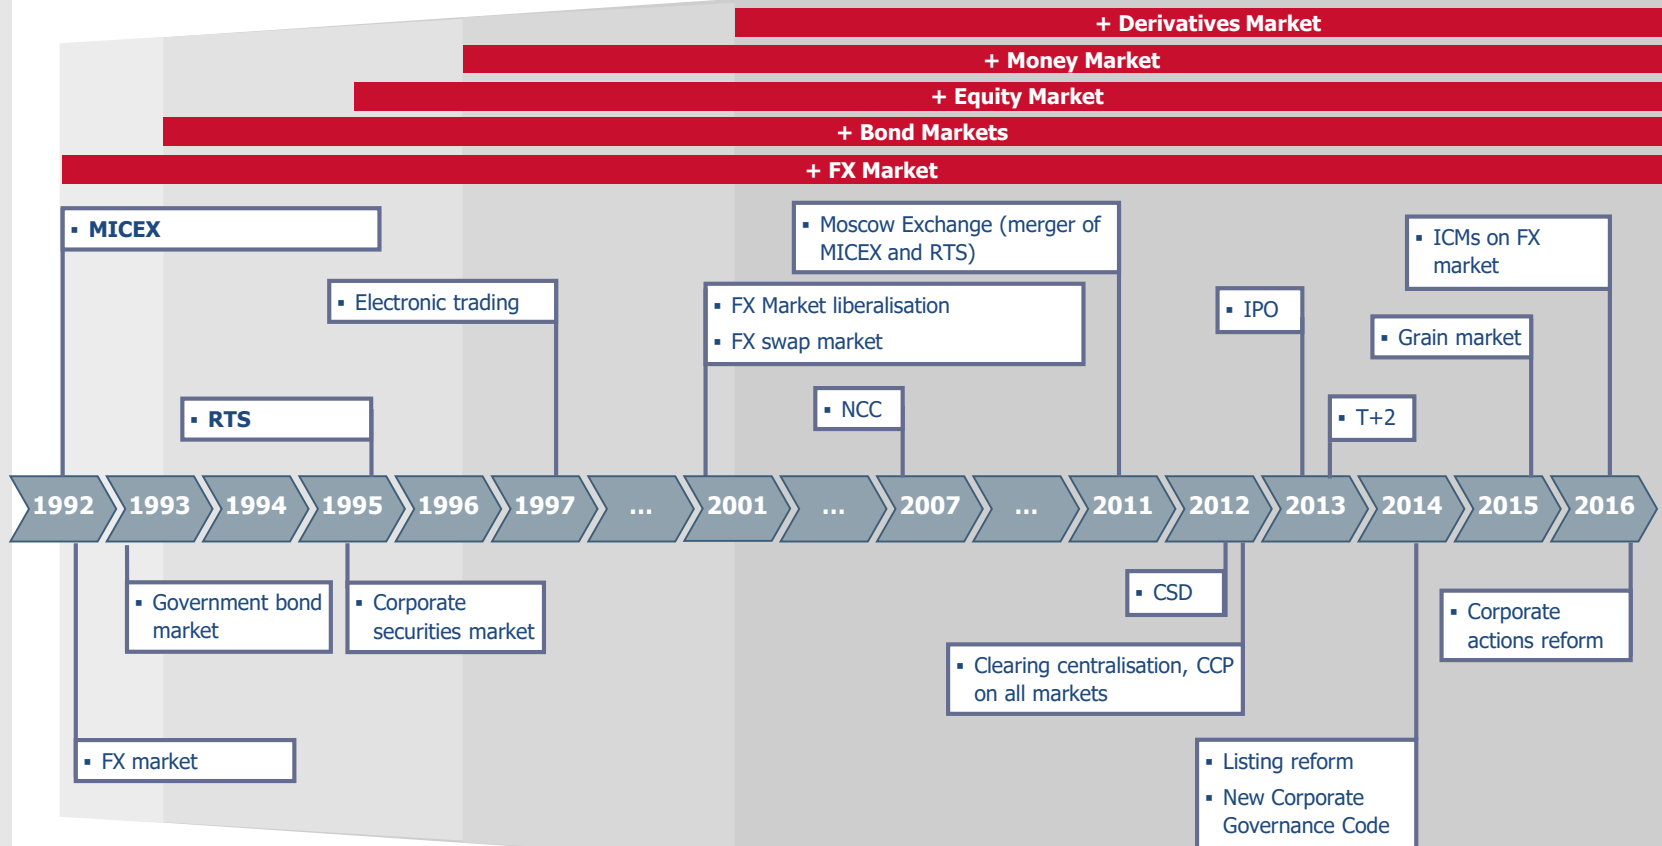 + Derivatives Market
+ Money Market
+ Equity Market
+ Bond Markets
+ FX Market
▪ MICEX
▪ Moscow Exchange (merger of
MICEX and RTS)
▪ ICMs on FX
market
▪ Electronic trading
▪ FX Market liberalisation
▪ FX swap market
▪ IPO
▪ Grain market
▪ RTS
▪ NCC
▪ T+2
1992 1993 1994 1995 1996 1997 ... 2001 ... 2007 ... 2011 2012 2013 2014 2015 2016
▪ Government bond
market
▪ Corporate
securities market
▪ CSD
▪ Corporate
actions reform
▪ Clearing centralisation, CCP
on all markets
▪ FX market
▪ Listing reform
▪ New Corporate
Governance Code